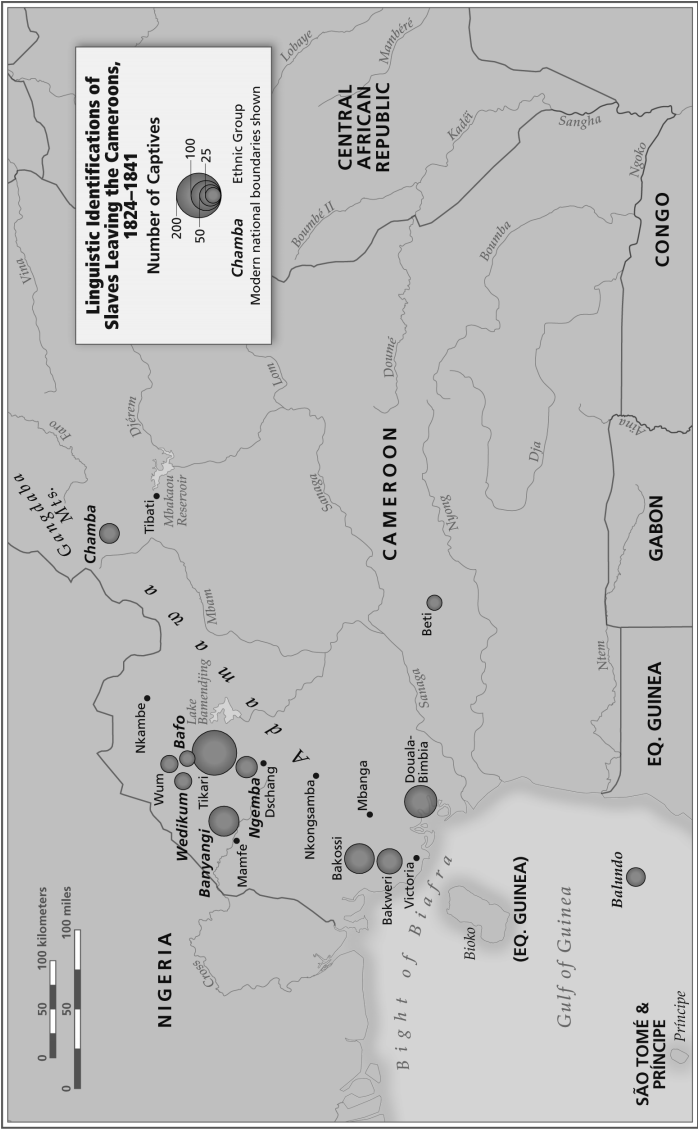 Linguistic Identifications of
Slaves Leaving the Cameroons,
1824–1841
Number of Captives
200
100
50
25
Chamba
Ethnic Group
Modern national boundaries shown
0
50
100 kilometers
0
50
100 miles
NIGERIA
Cross
Gandaba
Mts.
Chamba
Faro
Vina
Djérem
Tibati
Mbakaou
Reservoir
Lom
Lobaye
Mambéré
CENTRAL
AFRICAN
REPUBLIC
Boumbé II
Kadéï
Sangha
Ngoko
CONGO
Boumba
Doumé
Dja
Aïna
CAMEROON
Sanaga
Nyong
Mbam
Adamawa
Nkambe
Wum
Bafo
Lake
Bamendjing
Wedikum
Tikari
Banyangi
Ngemba
Dschang
Mamfe
Nkongsamba
Mbanga
Bakossi
Bakweri
Victoria
Douala-
Bimbia
Sanaga
Beti
GABON
Ntem
EQ. GUINEA
Bight of Biafra
Bioko
(EQ. GUINEA)
Gulf of Guinea
Balundo
SÃO TOMÉ &
PRÍNCIPE
Príncipe